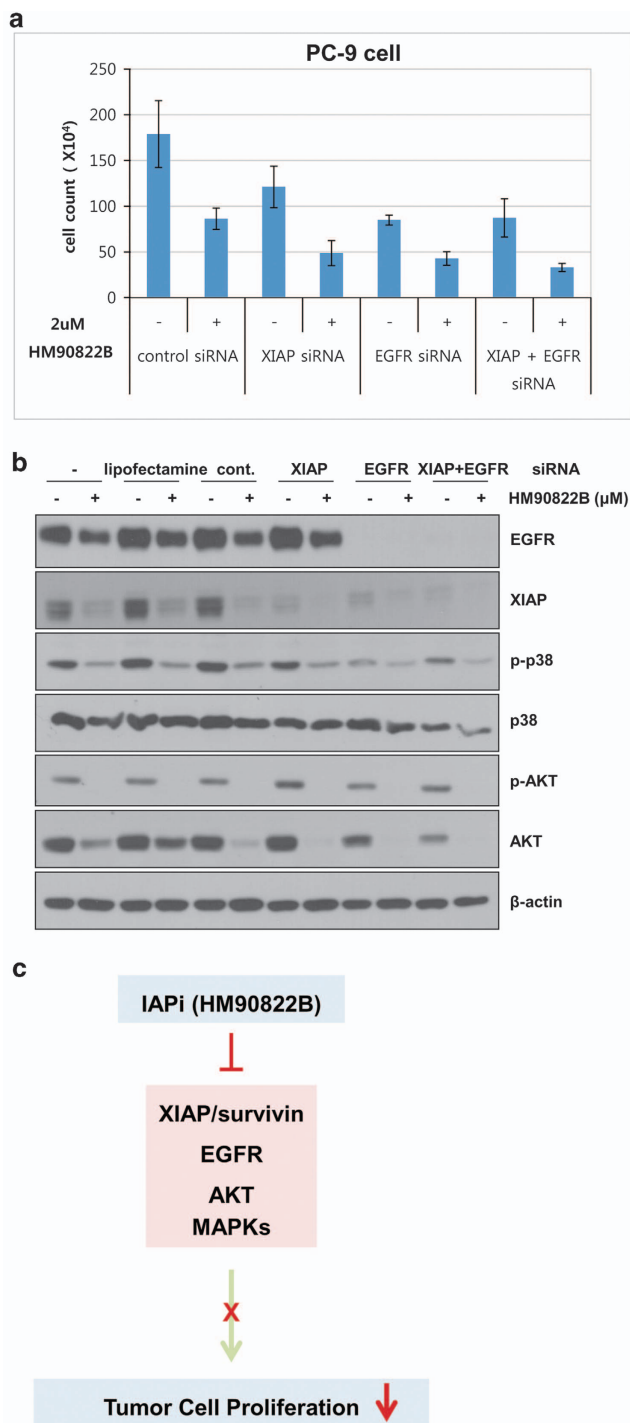 a
PC-9 cell
cell count ( X10⁴)
250
200
150
100
50
0
2uM
HM90822B
- + - + - + - +
control siRNA XIAP siRNA EGFR siRNA XIAP + EGFR
siRNA
b
- lipofectamine cont. XIAP EGFR XIAP+EGFR siRNA
- + - + - + - + - + - + HM90822B (μM)
EGFR
XIAP
p-p38
p38
p-AKT
AKT
β-actin
c
IAPi (HM90822B)
XIAP/survivin
EGFR
AKT
MAPKs
X
Tumor Cell Proliferation